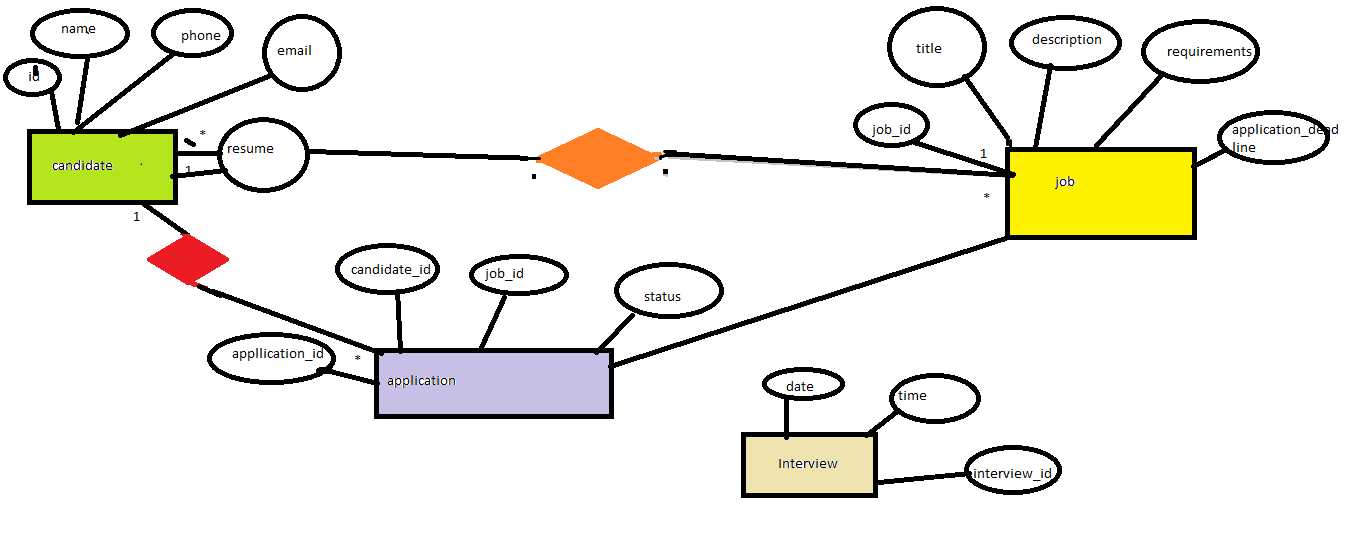 name
phone
email
id
resume
candidate
*
1
1
title
description
requirements
job_id
application_dend
line
1
*
job
candidate_id
job_id
status
appllication_id
*
application
date
time
Interview
interview_id